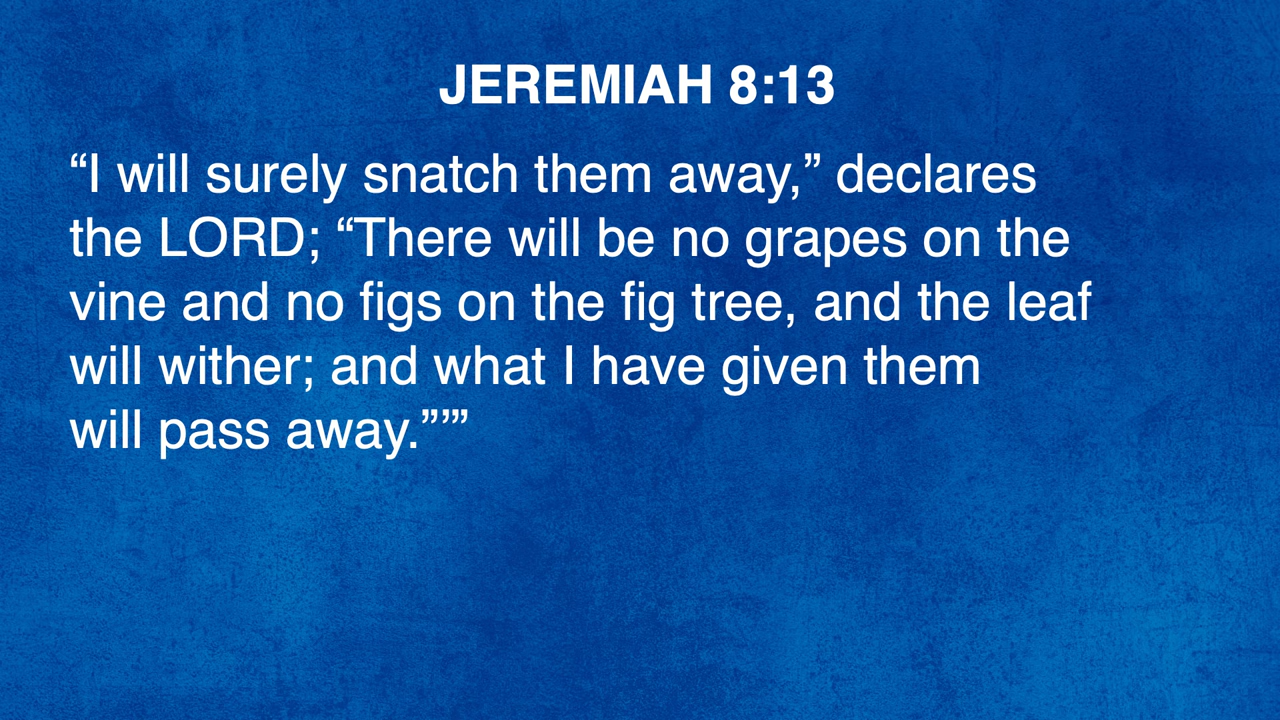 JEREMIAH 8:13
“I will surely snatch them away,” declares
the LORD; “There will be no grapes on the
vine and no figs on the fig tree, and the leaf
will wither; and what I have given them
will pass away.”’”